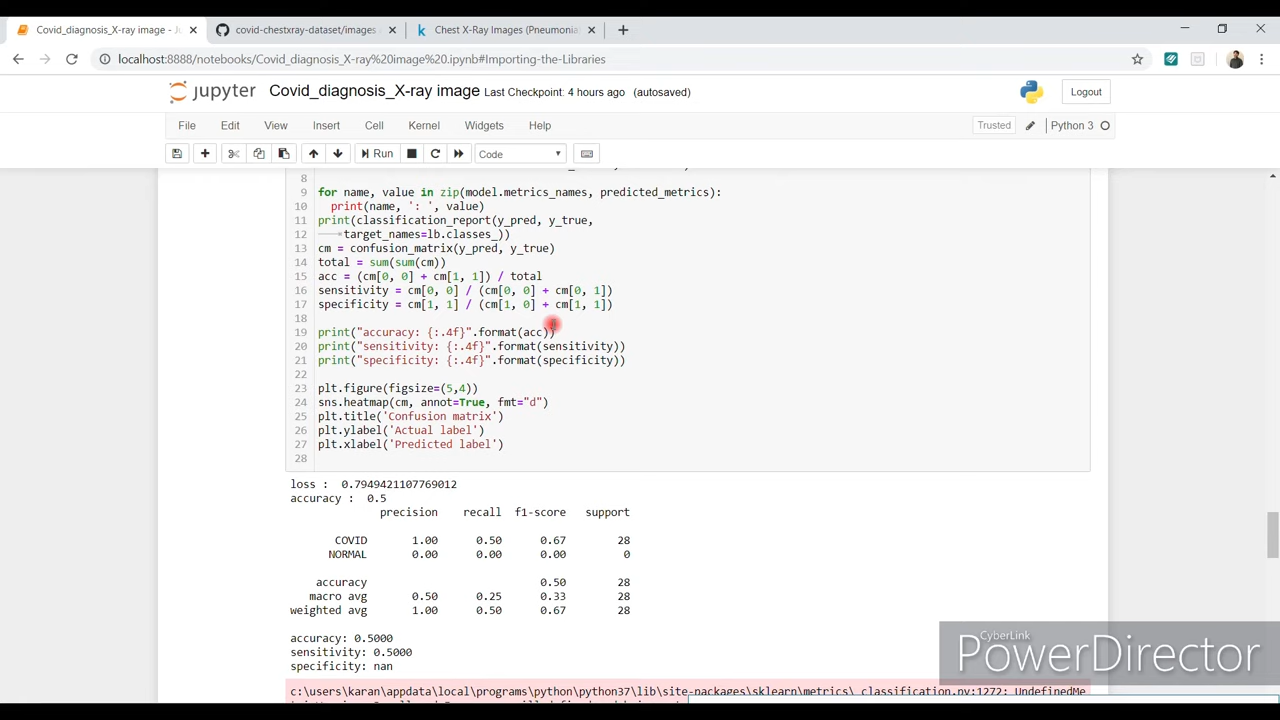 Covid_diagnosis_X-ray image - J
covid-chestxray-dataset/images
Chest X-Ray Images (Pneumonia
localhost:8888/notebooks/Covid_diagnosis_X-ray%20image%20.ipynb#Importing-the-Libraries
jupyter Covid_diagnosis_X-ray image Last Checkpoint: 4 hours ago (autosaved)
Logout
File Edit View Insert Cell Kernel Widgets Help
Trusted Python 3
Run Code
8
9 for name, value in zip(model.metrics_names, predicted_metrics):
10 print(name, ': ', value)
11 print(classification_report(y_pred, y_true,
12 target_names=lb.classes_))
13 cm = confusion_matrix(y_pred, y_true)
14 total = sum(sum(cm))
15 acc = (cm[0, 0] + cm[1, 1]) / total
16 sensitivity = cm[0, 0] / (cm[0, 0] + cm[0, 1])
17 specificity = cm[1, 1] / (cm[1, 0] + cm[1, 1])
18
19 print("accuracy: {:.4f}".format(acc))
20 print("sensitivity: {:.4f}".format(sensitivity))
21 print("specificity: {:.4f}".format(specificity))
22
23 plt.figure(figsize=(5,4))
24 sns.heatmap(cm, annot=True, fmt="d")
25 plt.title('Confusion matrix')
26 plt.ylabel('Actual label')
27 plt.xlabel('Predicted label')
28
loss : 0.7949421107769012
accuracy : 0.5
precision recall f1-score support
COVID 1.00 0.50 0.67 28
NORMAL 0.00 0.00 0.00 0
accuracy 0.50 28
macro avg 0.50 0.25 0.33 28
weighted avg 1.00 0.50 0.67 28
accuracy: 0.5000
sensitivity: 0.5000
specificity: nan
c:\users\karan\appdata\local\programs\python\python37\lib\site-packages\sklearn\metrics\_classification.py:1272: UndefinedMe
CyberLink
PowerDirector